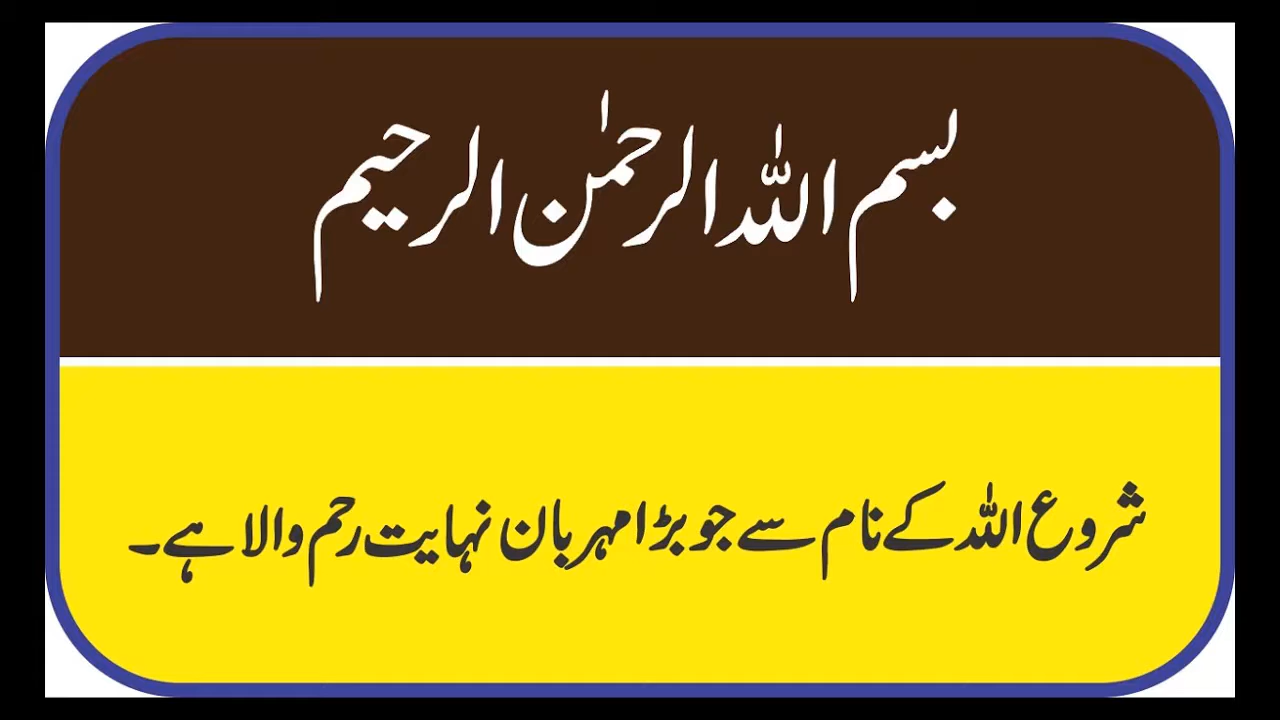 بسم اللہ الرحمٰن الرحیم
شروع اللہ کے نام سے جو بڑا مہربان نہایت رحم والا ہے۔